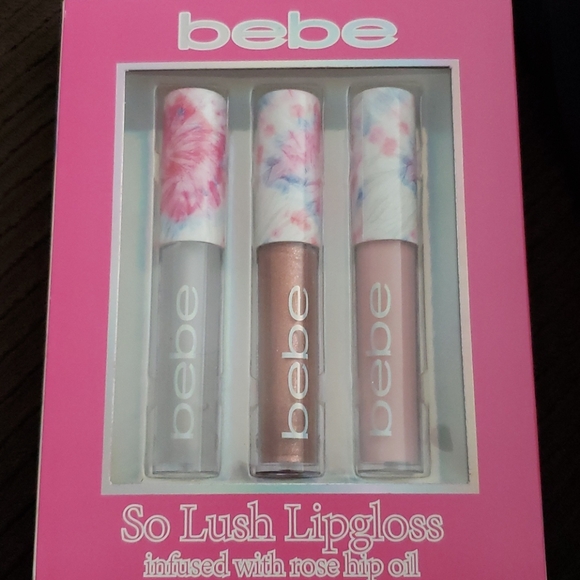 bebe
bebe
bebe
bebe
So Lush Lipgloss
infused with rose hip oil